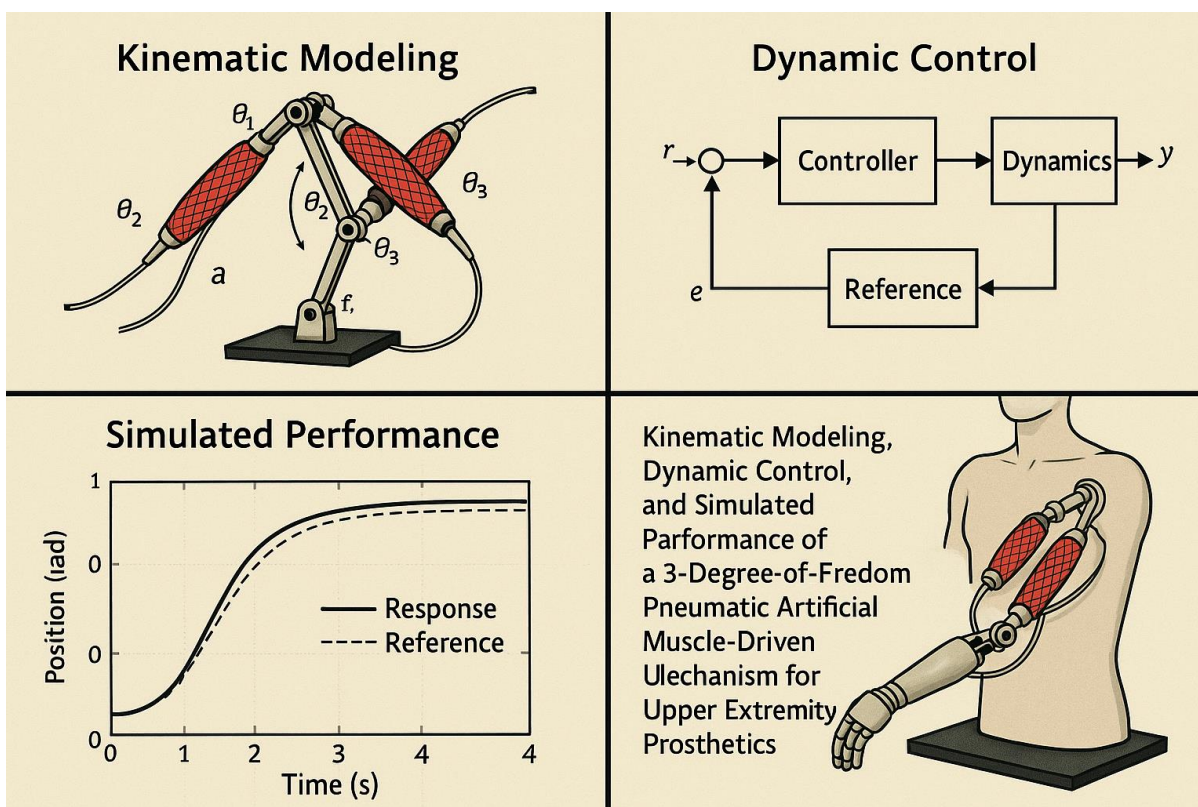 Kinematic Modeling
θ1
θ2
θ2
θ3
θ3
a
f,
Dynamic Control
r
Controller
Dynamics
y
e
Reference
Simulated Performance
1
0
0
0
Position (ıad)
Response
Reference
0 1 2 3 4 4
Time (s)
Kinematic Modeling,
Dynamic Control,
and Simulated
Parformance of
a 3-Degree-of-Fredom
Pneumatic Artificial
Muscle-Driven
Ulechanism for
Upper Extremity
Prosthetics